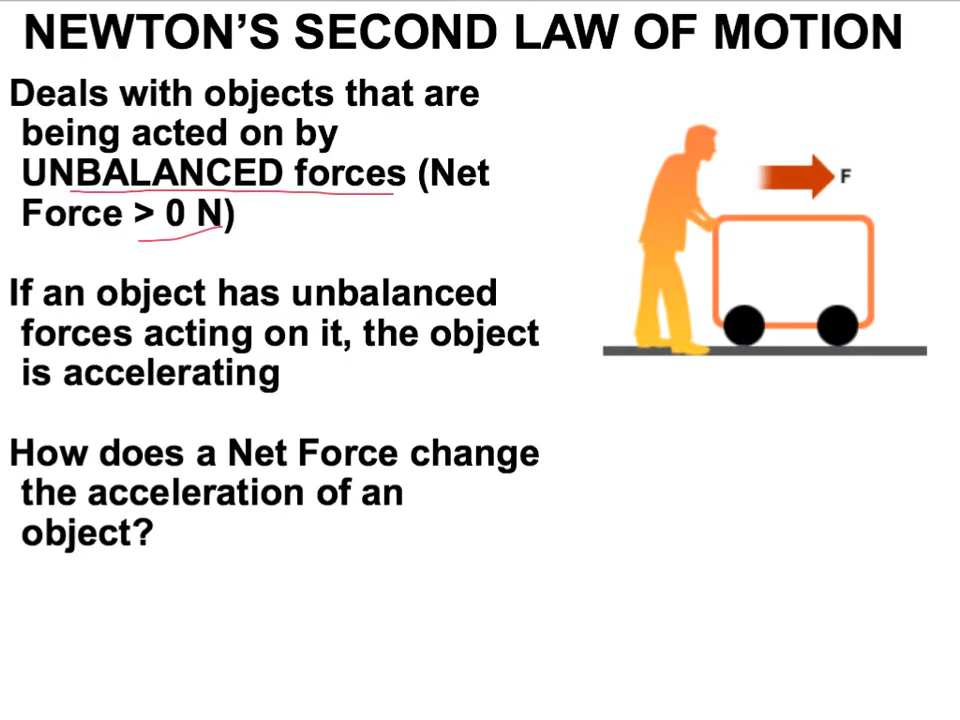 NEWTON'S SECOND LAW OF MOTION
Deals with objects that are
being acted on by
UNBALANCED forces (Net
Force > 0 N)
F
If an object has unbalanced
forces acting on it, the object
is accelerating
How does a Net Force change
the acceleration of an
object?